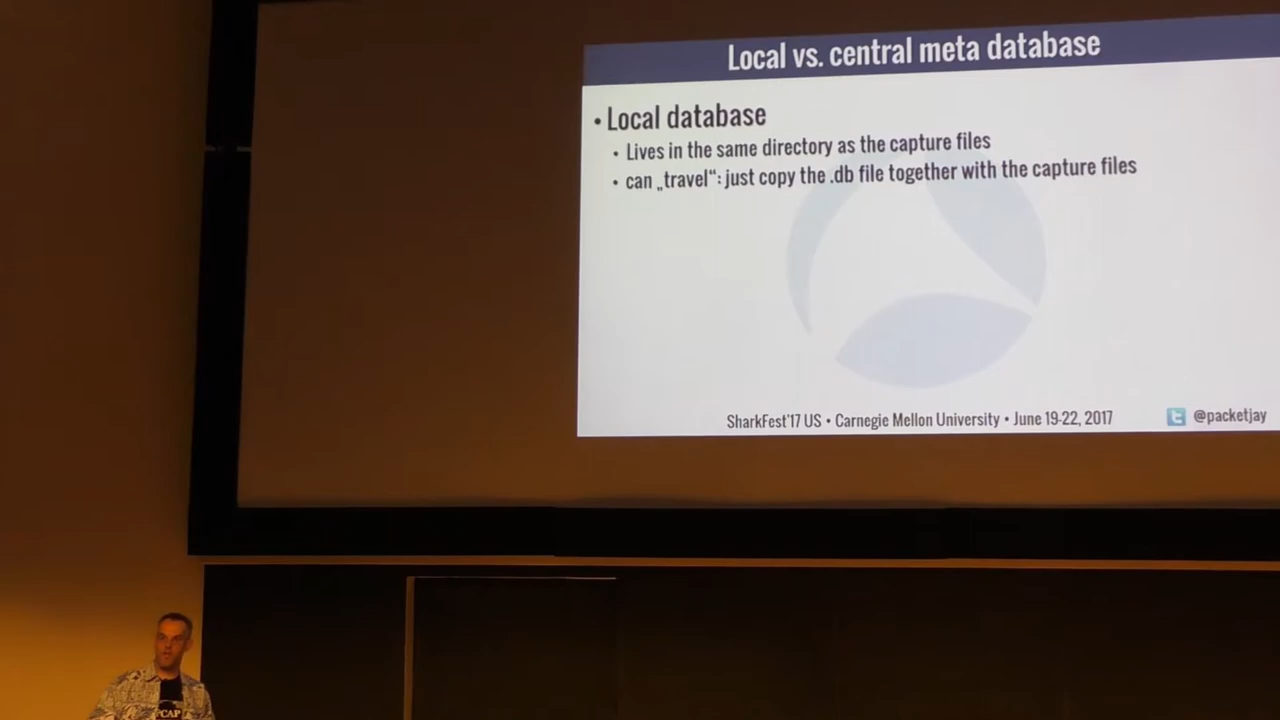 Local vs. central meta database
• Local database
• Lives in the same directory as the capture files
• can „travel“: just copy the .db file together with the capture files
SharkFest'17 US • Carnegie Mellon University • June 19-22, 2017
@packetjay
PCAP